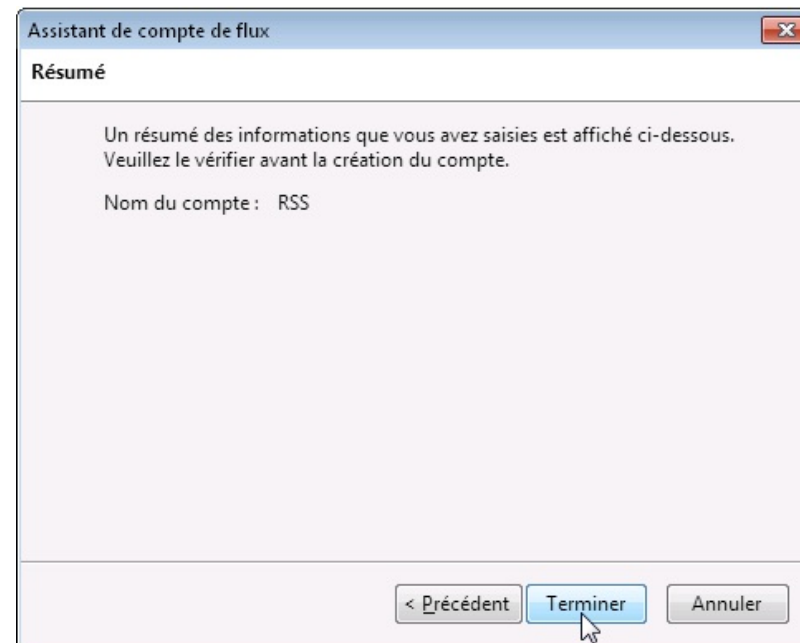 Assistant de compte de flux
Résumé
Un résumé des informations que vous avez saisies est affiché ci-dessous.
Veuillez le vérifier avant la création du compte.
Nom du compte : RSS
< Précédent Terminer Annuler